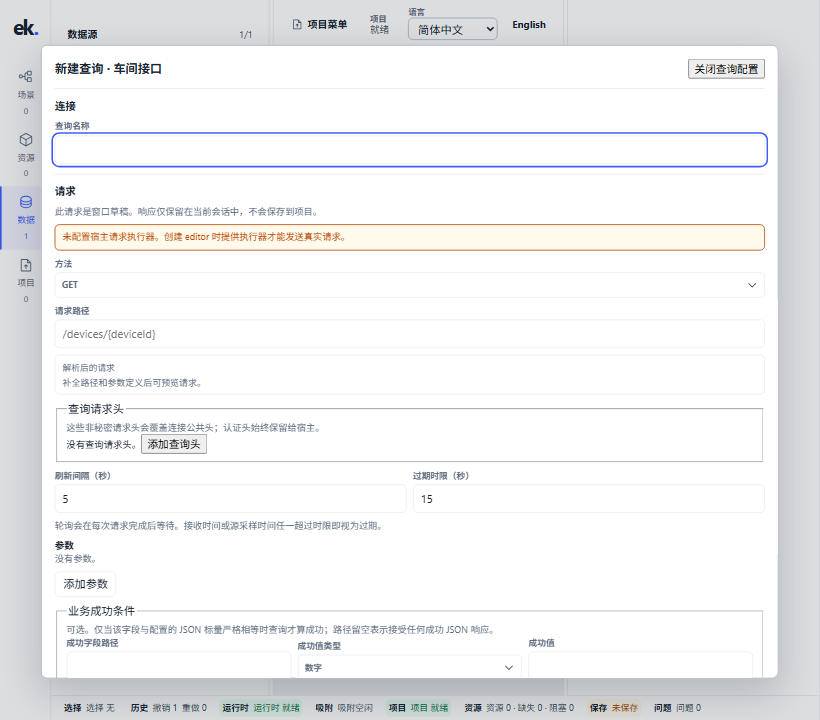 ek.
数据源
1/1
项目菜单
项目
就绪
语言
简体中文
English
场景
0
资源
0
数据
1
项目
0
新建查询 · 车间接口
关闭查询配置
连接
查询名称
请求
此请求是窗口草稿。响应仅保留在当前会话中，不会保存到项目。
未配置宿主请求执行器。创建 editor 时提供执行器才能发送真实请求。
方法
GET
请求路径
/devices/{deviceId}
解析后的请求
补全路径和参数定义后可预览请求。
查询请求头
这些非秘密请求头会覆盖连接公共头；认证头始终保留给宿主。
没有查询请求头。 添加查询头
刷新间隔（秒） 过期时限（秒）
5 15
轮询会在每次请求完成后等待。接收时间或源采样时间任一超过时限即视为过期。
参数
没有参数。
添加参数
业务成功条件
可选。仅当该字段与配置的 JSON 标量严格相等时查询才算成功；路径留空表示接受任何成功 JSON 响应。
成功字段路径 成功值类型 成功值
数字
选择 选择 无 历史 撤销 1 重做 0 运行时 运行时 就绪 吸附 吸附空闲 项目 项目 就绪 资源 资源 0 · 缺失 0 · 阻塞 0 保存 未保存 问题 问题 0